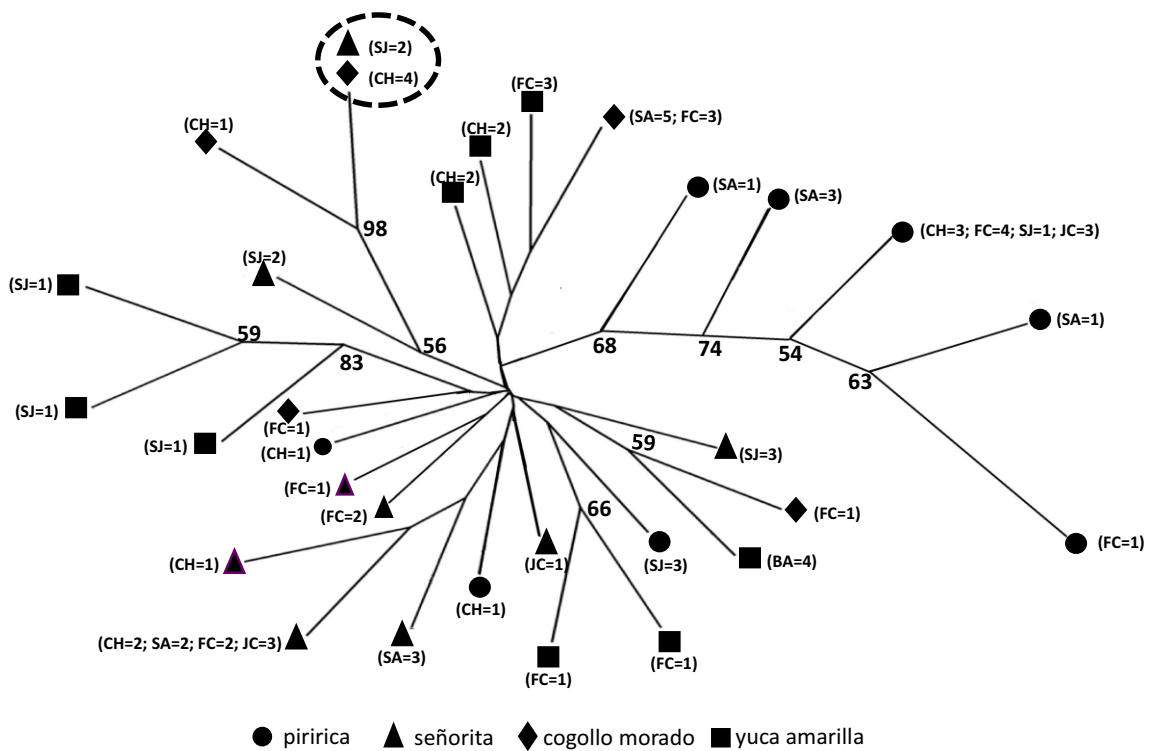 (SJ=2)
(CH=4)
(FC=3)
(CH=1)
(CH=2)
(SA=5; FC=3)
(CH=2)
(SA=1)
(SA=3)
98
(CH=3; FC=4; SJ=1; JC=3)
(SJ=2)
(SJ=1)
(SA=1)
59
56
68
74
54
83
63
(SJ=1)
(FC=1)
(SJ=1)
(CH=1)
59
(SJ=3)
(FC=1)
(FC=2)
66
(FC=1)
(FC=1)
(CH=1)
(JC=1)
(SJ=3)
(BA=4)
(CH=1)
(CH=2; SA=2; FC=2; JC=3)
(SA=3)
(FC=1)
(FC=1)
piririca señorita cogollo morado yuca amarilla